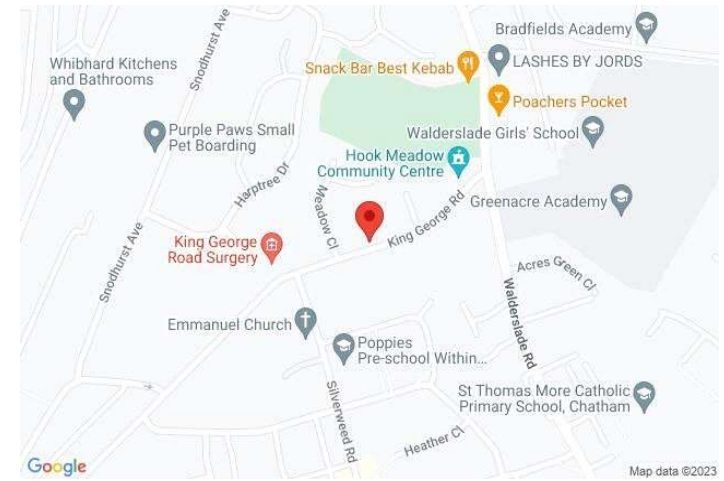 Bradfields Academy
Snodhurst Ave
Whibhard Kitchens
and Bathrooms
LASHES BY JORDS
Snack Bar Best Kebab
Poachers Pocket
Purple Paws Small
Pet Boarding
Walderslade Girls' School
Hook Meadow
Community Centre
Harptree Dr
Meadow Cl
Greenacre Academy
King George Rd
King George
Road Surgery
Snodhurst Ave
Acres Green Cl
Walderslade Rd
Emmanuel Church
Poppies
Pre-school Within...
Silverweed Rd
St Thomas More Catholic
Primary School, Chatham
Heather Cl
Google
Map data ©2023